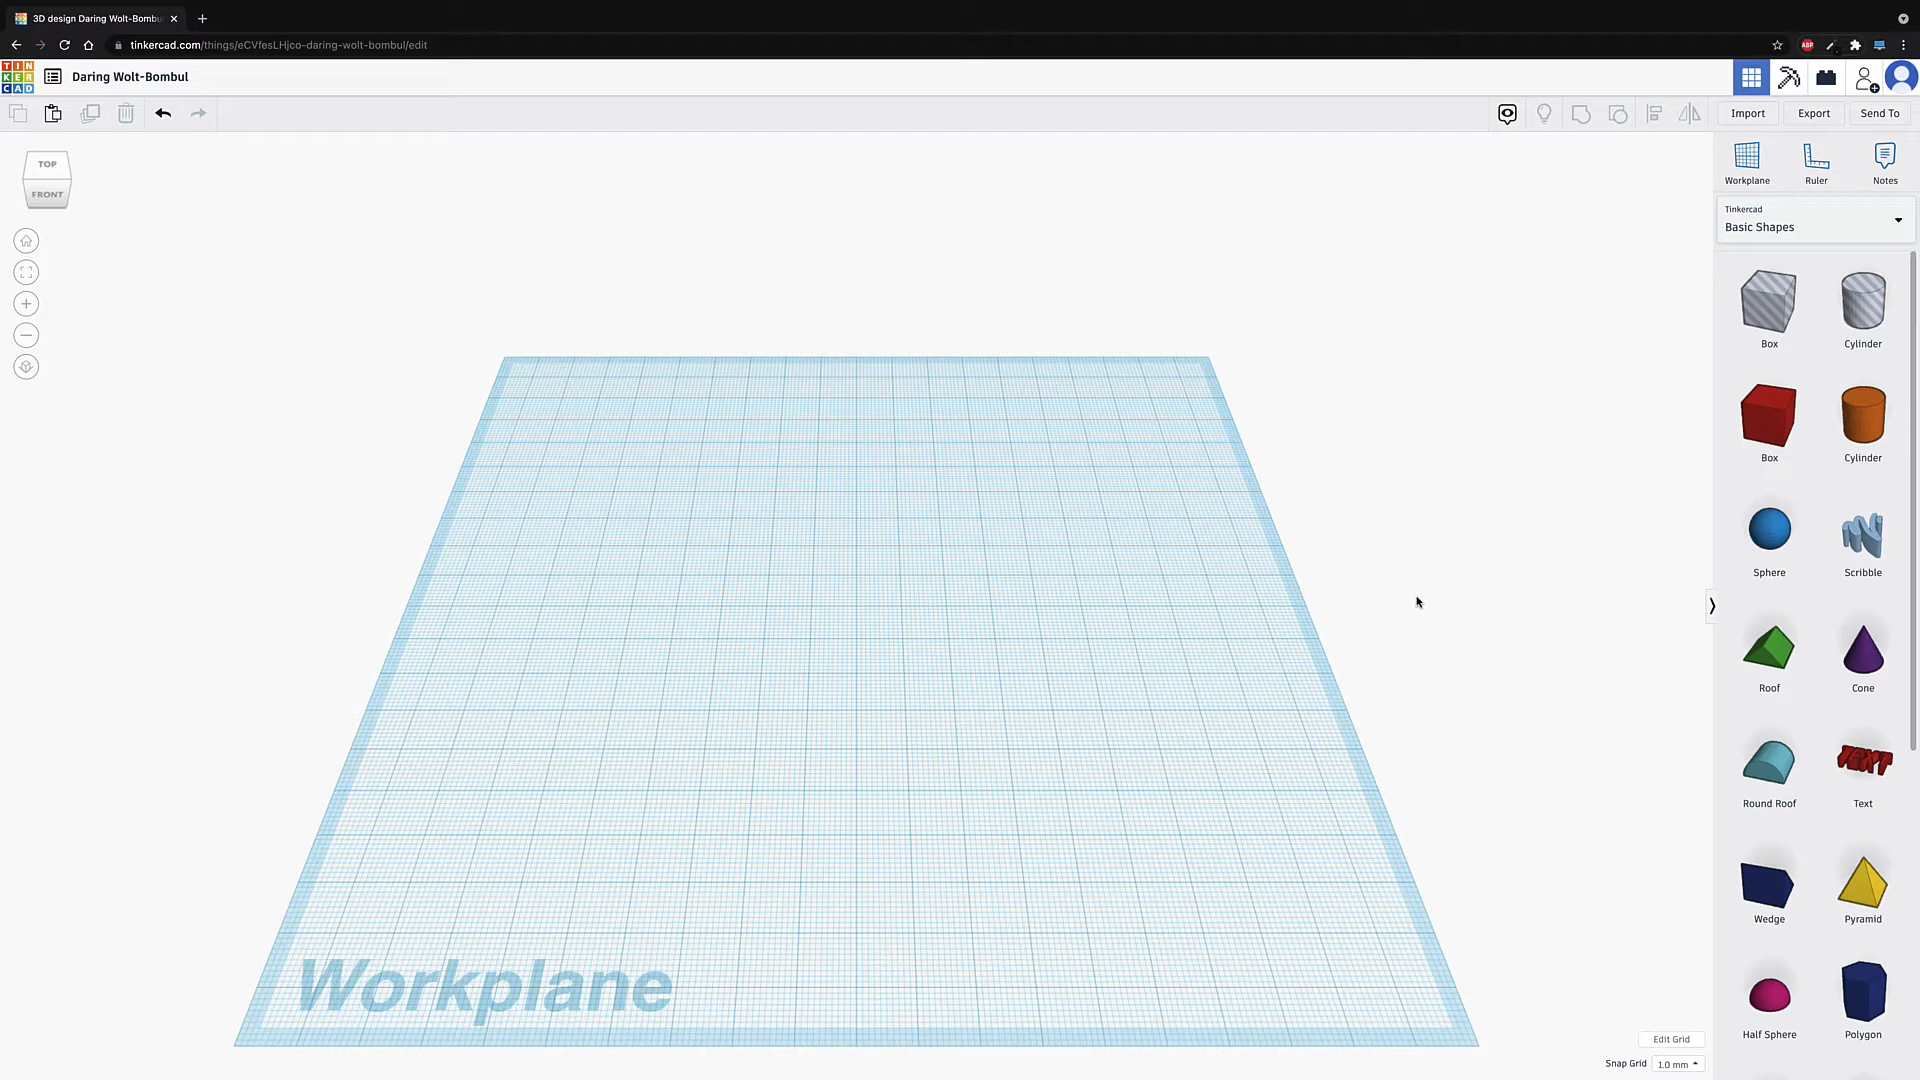 3D design Daring Wolt-Bombu
tinkercad.com/things/eCVfesLHjco-daring-wolt-bombul/edit
ABP
TIN
KER
CAD
Daring Wolt-Bombul
Import
Export
Send To
TOP
FRONT
Workplane
Ruler
Notes
Tinkercad
Basic Shapes
Box
Cylinder
Box
Cylinder
Sphere
Scribble
Roof
Cone
TEXT
Round Roof
Text
Wedge
Pyramid
Half Sphere
Polygon
Workplane
Edit Grid
Snap Grid
1.0 mm